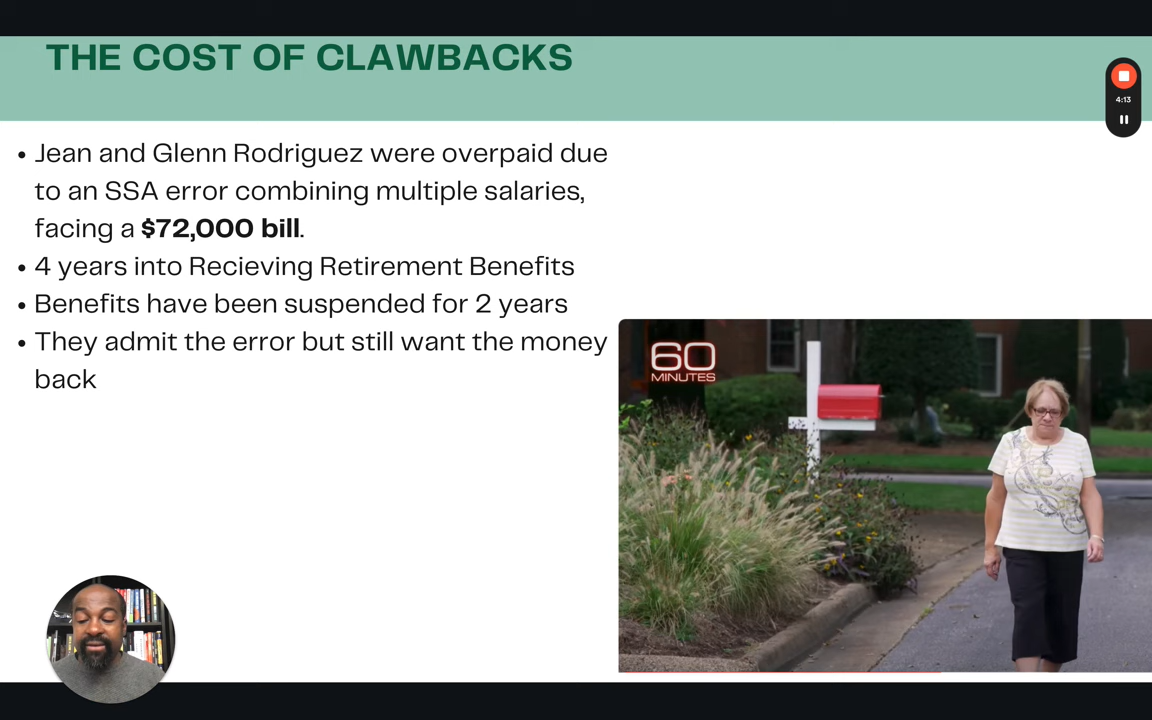 THE COST OF CLAWBACKS
4:13
• Jean and Glenn Rodriguez were overpaid due
to an SSA error combining multiple salaries,
facing a $72,000 bill.
• 4 years into Recieving Retirement Benefits
• Benefits have been suspended for 2 years
• They admit the error but still want the money
back
60
MINUTES